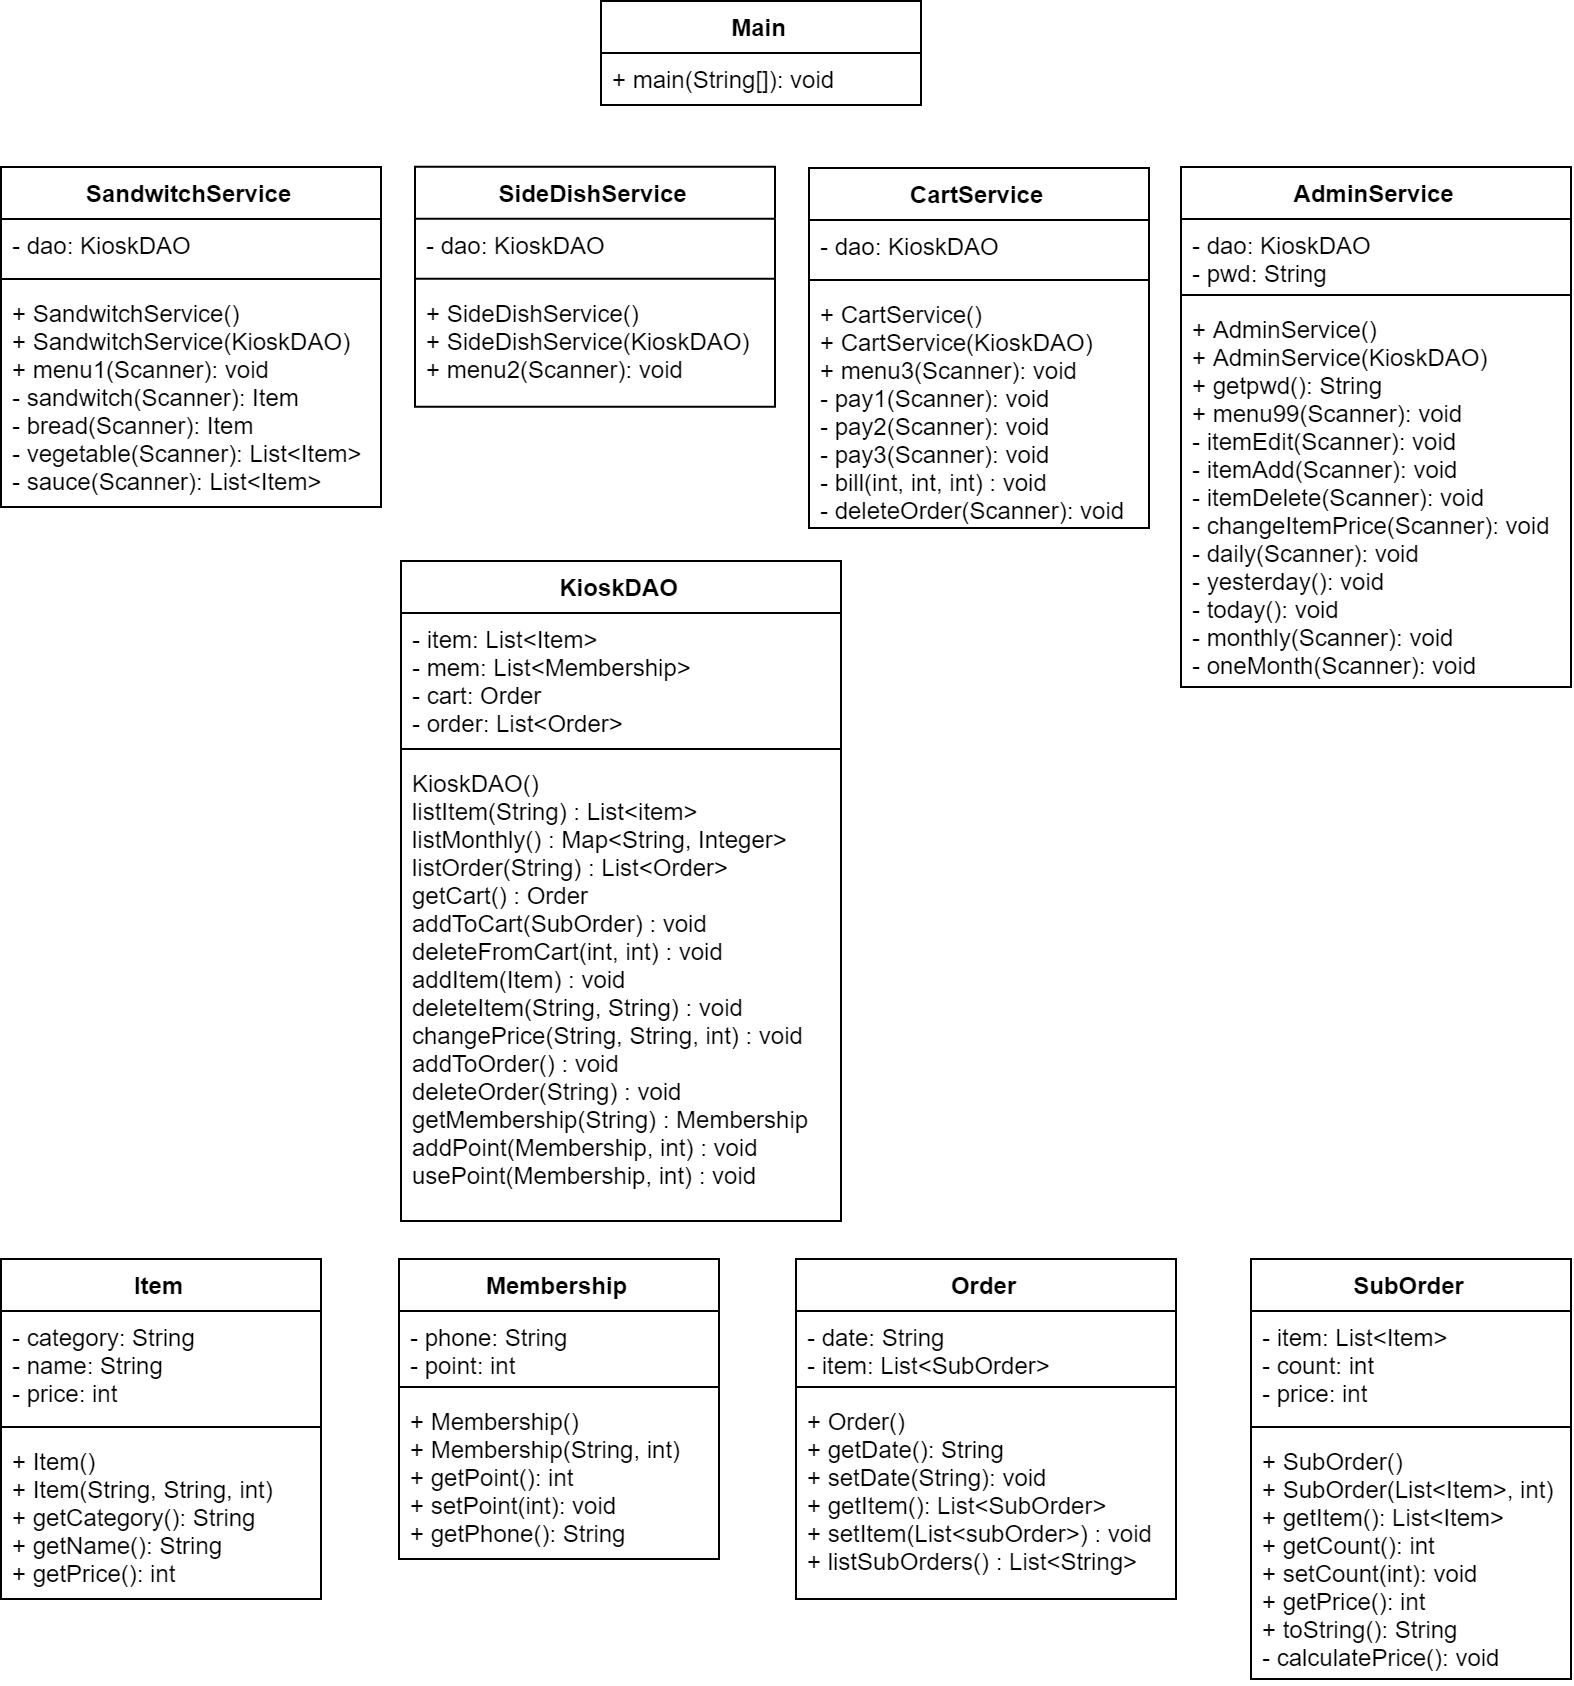 Main
+ main(String[]): void
SandwitchService
- dao: KioskDAO
+ SandwitchService()
+ SandwitchService(KioskDAO)
+ menu1(Scanner): void
- sandwitch(Scanner): Item
- bread(Scanner): Item
- vegetable(Scanner): List<Item>
- sauce(Scanner): List<Item>
SideDishService
- dao: KioskDAO
+ SideDishService()
+ SideDishService(KioskDAO)
+ menu2(Scanner): void
CartService
- dao: KioskDAO
+ CartService()
+ CartService(KioskDAO)
+ menu3(Scanner): void
- pay1(Scanner): void
- pay2(Scanner): void
- pay3(Scanner): void
- bill(int, int, int) : void
- deleteOrder(Scanner): void
AdminService
- dao: KioskDAO
- pwd: String
+ AdminService()
+ AdminService(KioskDAO)
+ getpwd(): String
+ menu99(Scanner): void
- itemEdit(Scanner): void
- itemAdd(Scanner): void
- itemDelete(Scanner): void
- changeItemPrice(Scanner): void
- daily(Scanner): void
- yesterday(): void
- today(): void
- monthly(Scanner): void
- oneMonth(Scanner): void
KioskDAO
- item: List<Item>
- mem: List<Membership>
- cart: Order
- order: List<Order>
KioskDAO()
listItem(String) : List<item>
listMonthly() : Map<String, Integer>
listOrder(String) : List<Order>
getCart() : Order
addToCart(SubOrder) : void
deleteFromCart(int, int) : void
addItem(Item) : void
deleteItem(String, String) : void
changePrice(String, String, int) : void
addToOrder() : void
deleteOrder(String) : void
getMembership(String) : Membership
addPoint(Membership, int) : void
usePoint(Membership, int) : void
Item
- category: String
- name: String
- price: int
+ Item()
+ Item(String, String, int)
+ getCategory(): String
+ getName(): String
+ getPrice(): int
Membership
- phone: String
- point: int
+ Membership()
+ Membership(String, int)
+ getPoint(): int
+ setPoint(int): void
+ getPhone(): String
Order
- date: String
- item: List<SubOrder>
+ Order()
+ getDate(): String
+ setDate(String): void
+ getItem(): List<SubOrder>
+ setItem(List<subOrder>) : void
+ listSubOrders() : List<String>
SubOrder
- item: List<Item>
- count: int
- price: int
+ SubOrder()
+ SubOrder(List<Item>, int)
+ getItem(): List<Item>
+ getCount(): int
+ setCount(int): void
+ getPrice(): int
+ toString(): String
- calculatePrice(): void